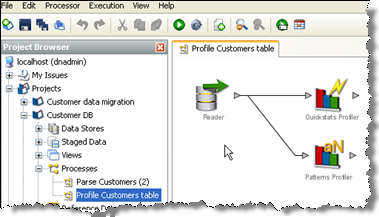 File Edit Processor Execution View Help
Project Browser
Profile Customers table
localhost (dnadmin)
My Issues
Projects
Customer data migration
Customer DB
Data Stores
Staged Data
Views
Processes
Parse Customers (2)
Profile Customers table
Reader
Quickstats Profiler
aN
Patterns Profiler